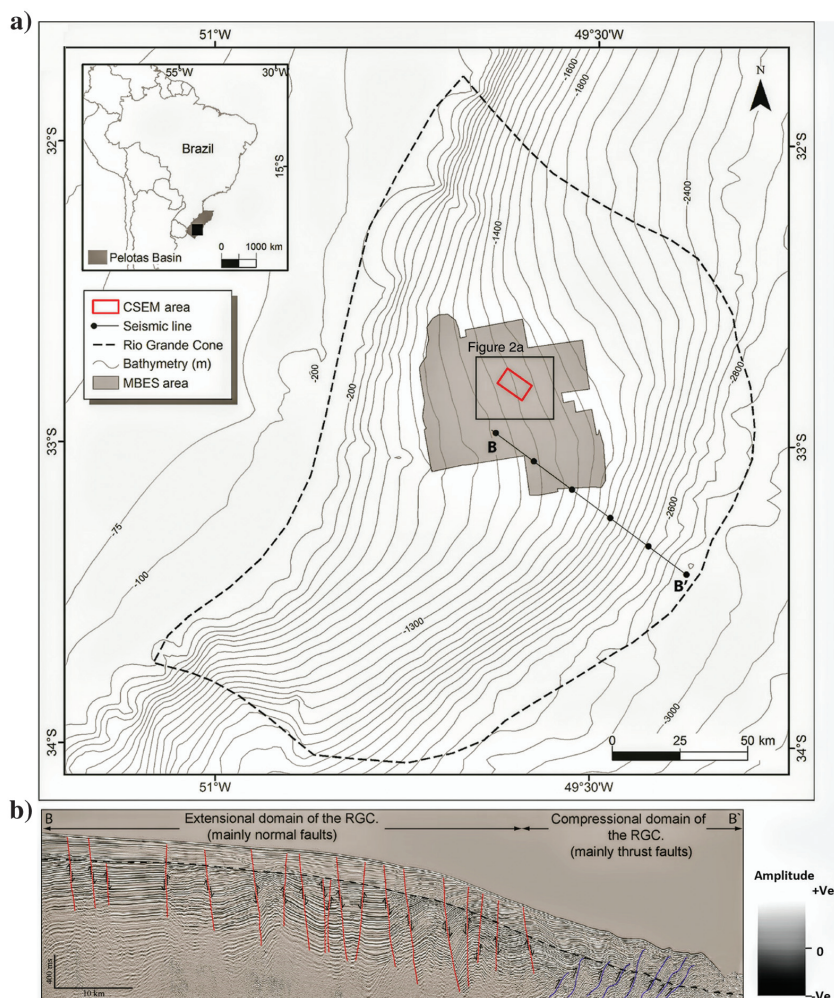 a)
51°W
49°30'W
55°W
30°W
15°S
Brazil
Pelotas Basin
0 1000 km
N
32°S
32°S
33°S
33°S
34°S
34°S
CSEM area
Seismic line
Rio Grande Cone
Bathymetry (m)
MBES area
-1600
-1800
-2400
-1400
-200
-200
-2800
Figure 2a
B
-2600
B'
-75
-100
-1300
-3000
0 25 50 km
51°W
49°30'W
b)
B
Extensional domain of the RGC.
(mainly normal faults)
Compressional domain of
the RGC.
(mainly thrust faults)
B'
400 ms
10 km
Amplitude
+Ve
0
-Ve